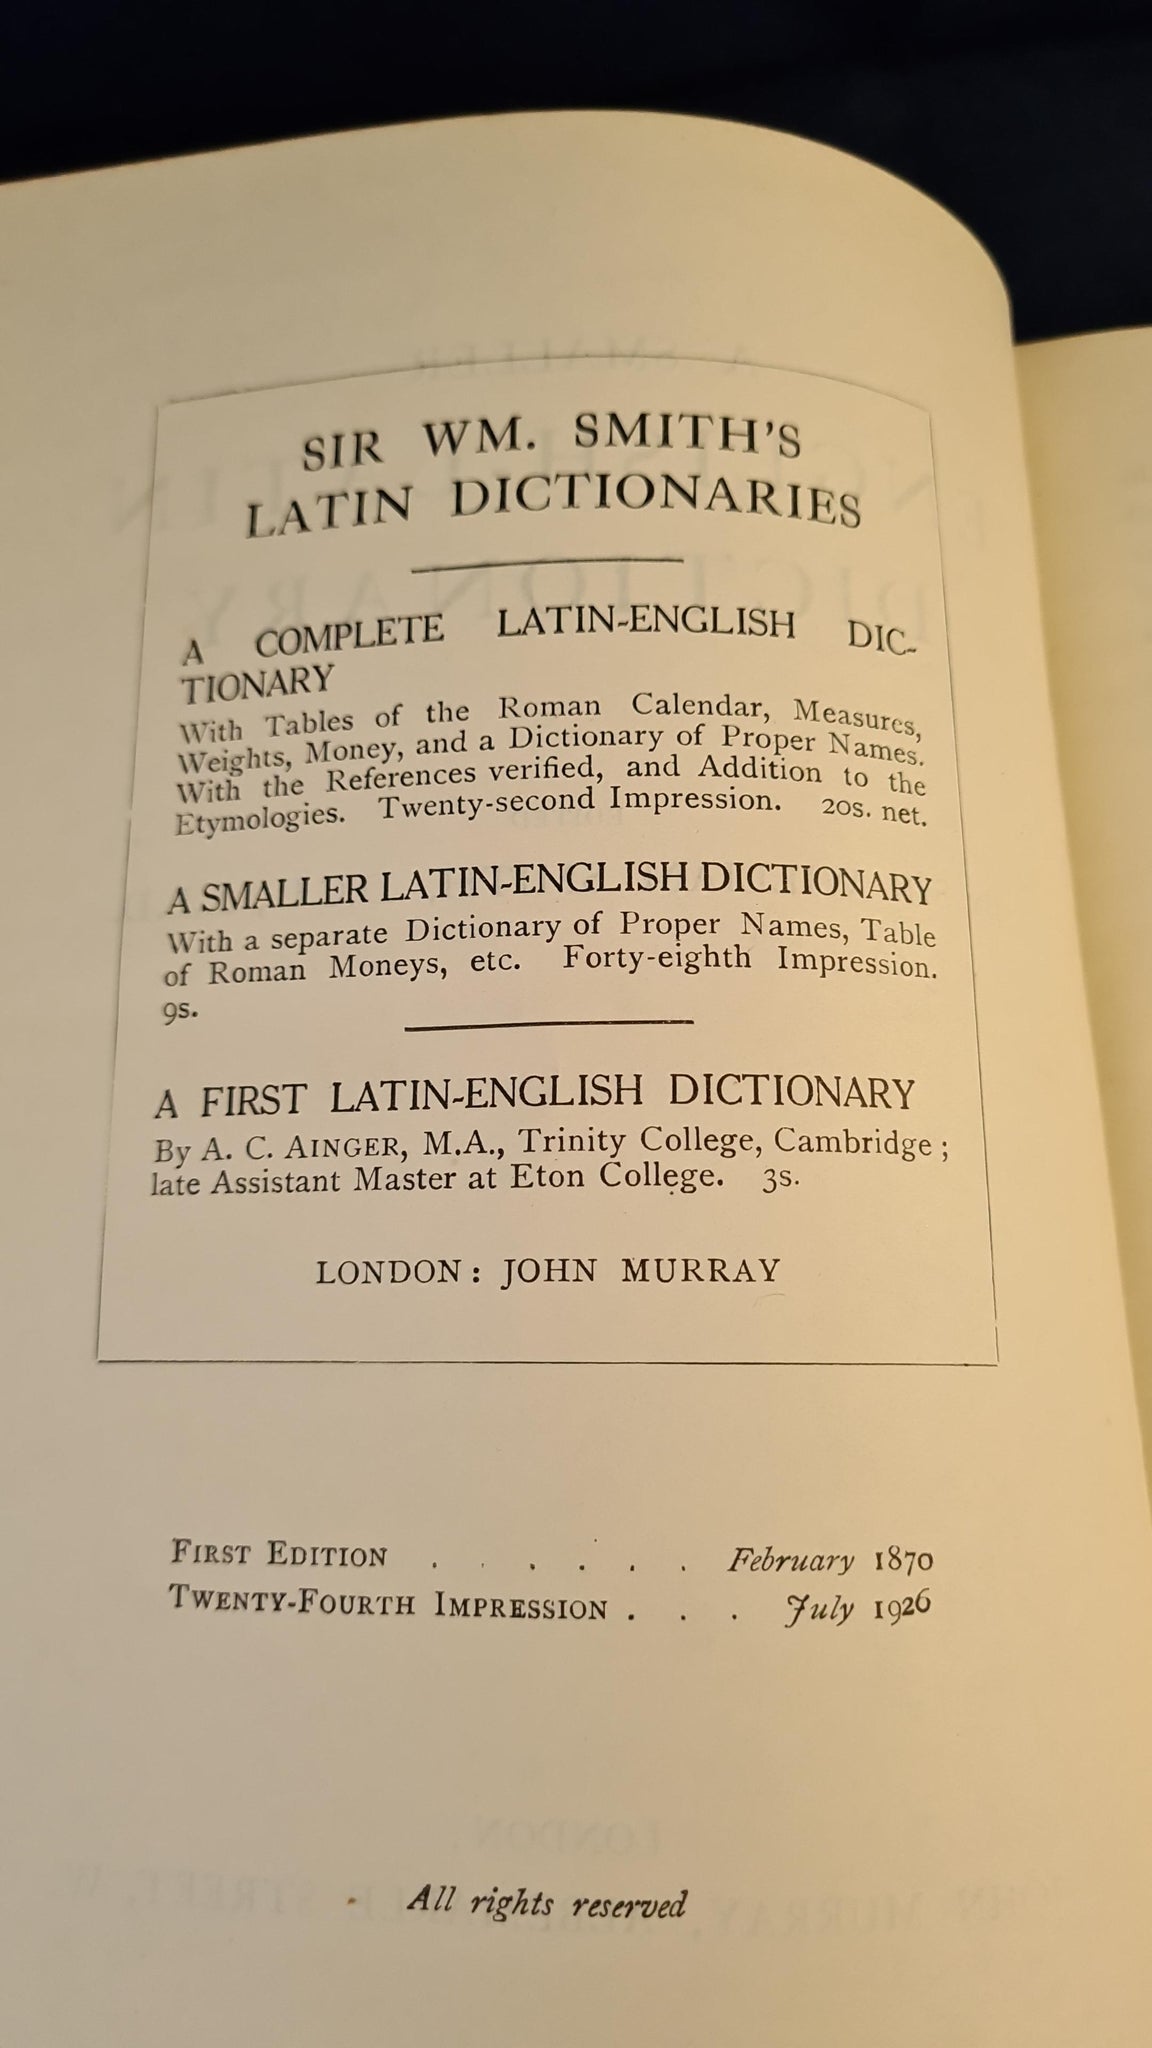 SIR WM. SMITH'S
LATIN DICTIONARIES
A COMPLETE LATIN-ENGLISH DIC-
TIONARY
With Tables of the Roman Calendar, Measures,
Weights, Money, and a Dictionary of Proper Names.
With the References verified, and Addition to the
Etymologies. Twenty-second Impression. 20s. net.
A SMALLER LATIN-ENGLISH DICTIONARY
With a separate Dictionary of Proper Names, Table
of Roman Moneys, etc. Forty-eighth Impression.
9s.
A FIRST LATIN-ENGLISH DICTIONARY
By A. C. AINGER, M.A., Trinity College, Cambridge;
late Assistant Master at Eton College. 3s.
LONDON: JOHN MURRAY
FIRST EDITION . . . . . . February 1870
TWENTY-FOURTH IMPRESSION . . . July 1926
All rights reserved